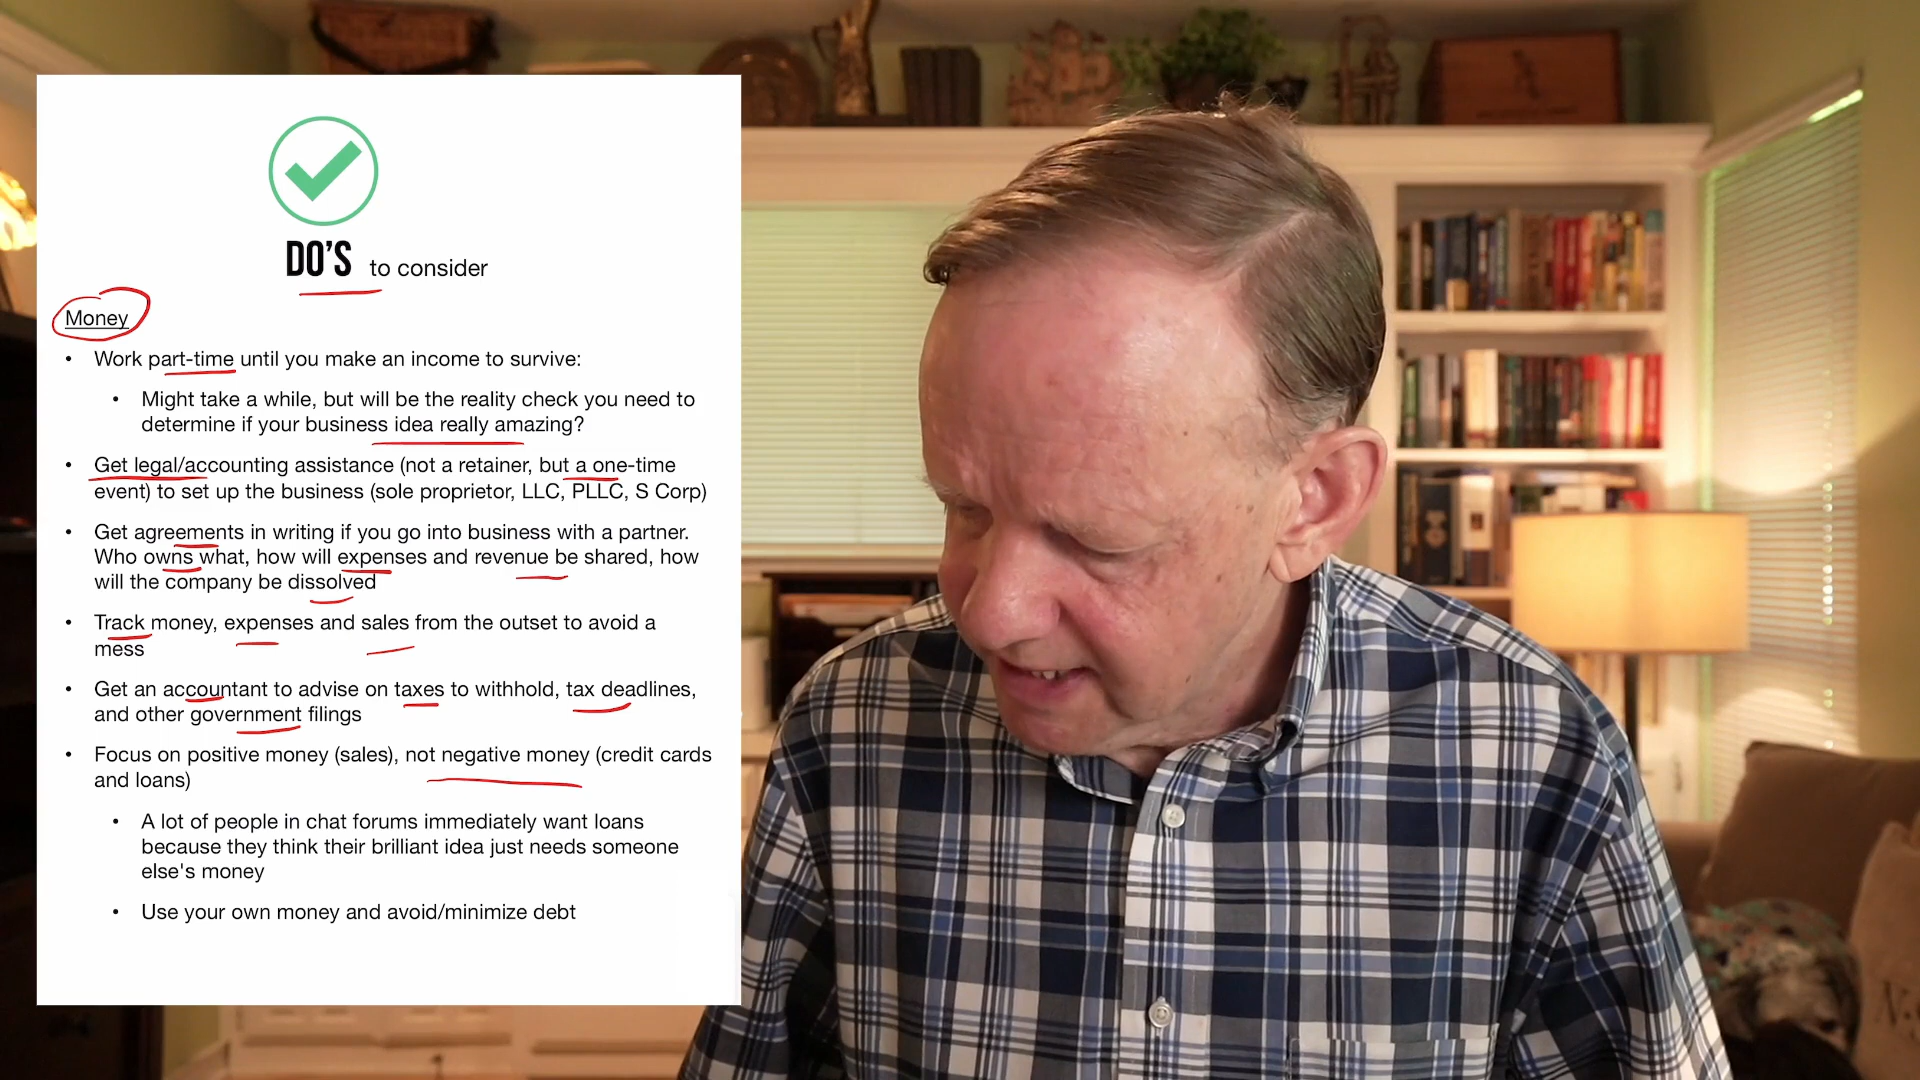 DO'S to consider
Money
• Work part-time until you make an income to survive:
• Might take a while, but will be the reality check you need to
determine if your business idea really amazing?
• Get legal/accounting assistance (not a retainer, but a one-time
event) to set up the business (sole proprietor, LLC, PLLC, S Corp)
• Get agreements in writing if you go into business with a partner.
Who owns what, how will expenses and revenue be shared, how
will the company be dissolved
• Track money, expenses and sales from the outset to avoid a
mess
• Get an accountant to advise on taxes to withhold, tax deadlines,
and other government filings
• Focus on positive money (sales), not negative money (credit cards
and loans)
• A lot of people in chat forums immediately want loans
because they think their brilliant idea just needs someone
else's money
• Use your own money and avoid/minimize debt